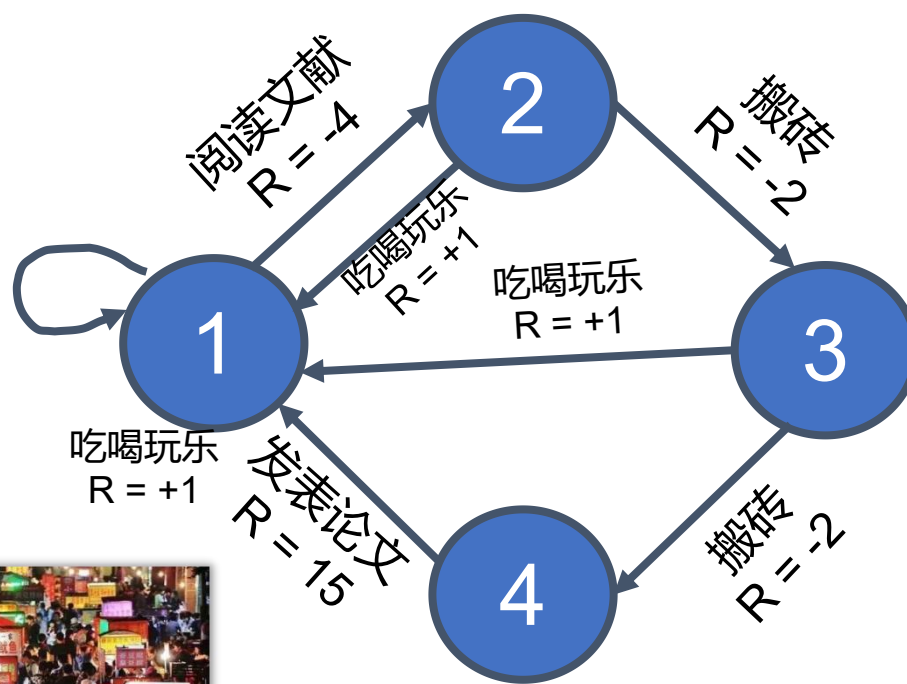 阅读文献
R = -4
2
搬砖
R = -2
吃喝玩乐
R = +1
吃喝玩乐
R = +1
1
3
吃喝玩乐
R = +1
发表论文
R = 15
4
搬砖
R = -2